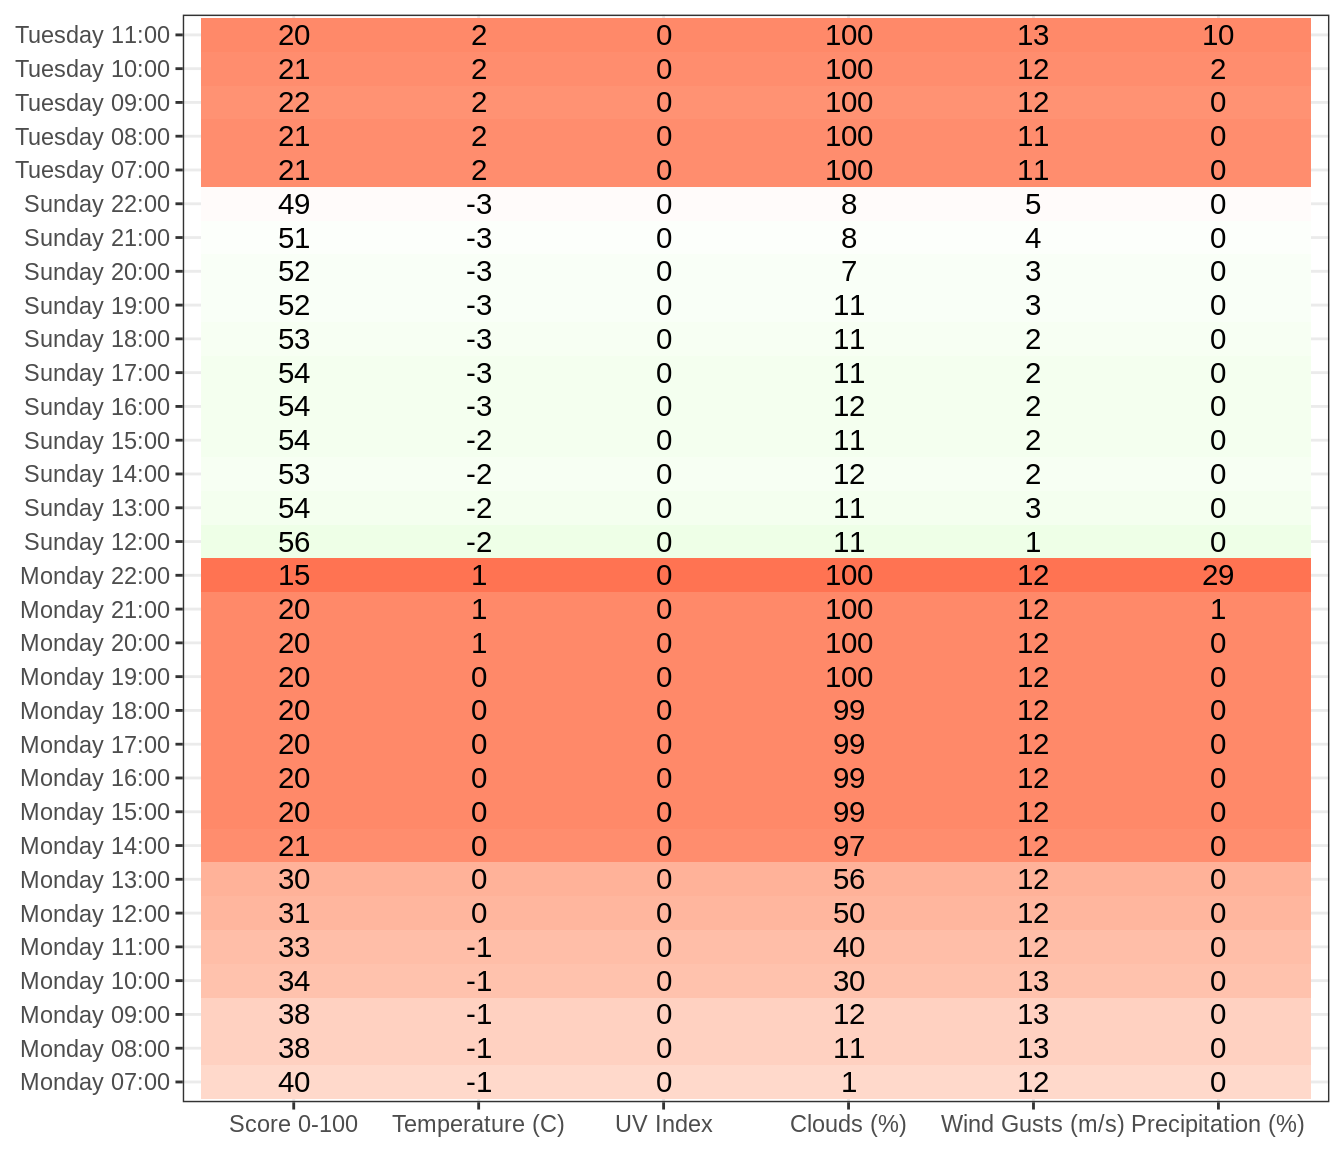 Tuesday 11:00 20 2 0 100 13 10
Tuesday 10:00 21 2 0 100 12 2
Tuesday 09:00 22 2 0 100 12 0
Tuesday 08:00 21 2 0 100 11 0
Tuesday 07:00 21 2 0 100 11 0
Sunday 22:00 49 -3 0 8 5 0
Sunday 21:00 51 -3 0 8 4 0
Sunday 20:00 52 -3 0 7 3 0
Sunday 19:00 52 -3 0 11 3 0
Sunday 18:00 53 -3 0 11 2 0
Sunday 17:00 54 -3 0 11 2 0
Sunday 16:00 54 -3 0 12 2 0
Sunday 15:00 54 -2 0 11 2 0
Sunday 14:00 53 -2 0 12 2 0
Sunday 13:00 54 -2 0 11 3 0
Sunday 12:00 56 -2 0 11 1 0
Monday 22:00 15 1 0 100 12 29
Monday 21:00 20 1 0 100 12 1
Monday 20:00 20 1 0 100 12 0
Monday 19:00 20 0 0 100 12 0
Monday 18:00 20 0 0 99 12 0
Monday 17:00 20 0 0 99 12 0
Monday 16:00 20 0 0 99 12 0
Monday 15:00 20 0 0 99 12 0
Monday 14:00 21 0 0 97 12 0
Monday 13:00 30 0 0 56 12 0
Monday 12:00 31 0 0 50 12 0
Monday 11:00 33 -1 0 40 12 0
Monday 10:00 34 -1 0 30 13 0
Monday 09:00 38 -1 0 12 13 0
Monday 08:00 38 -1 0 11 13 0
Monday 07:00 40 -1 0 1 12 0
Score 0-100 Temperature (C) UV Index Clouds (%) Wind Gusts (m/s) Precipitation (%)